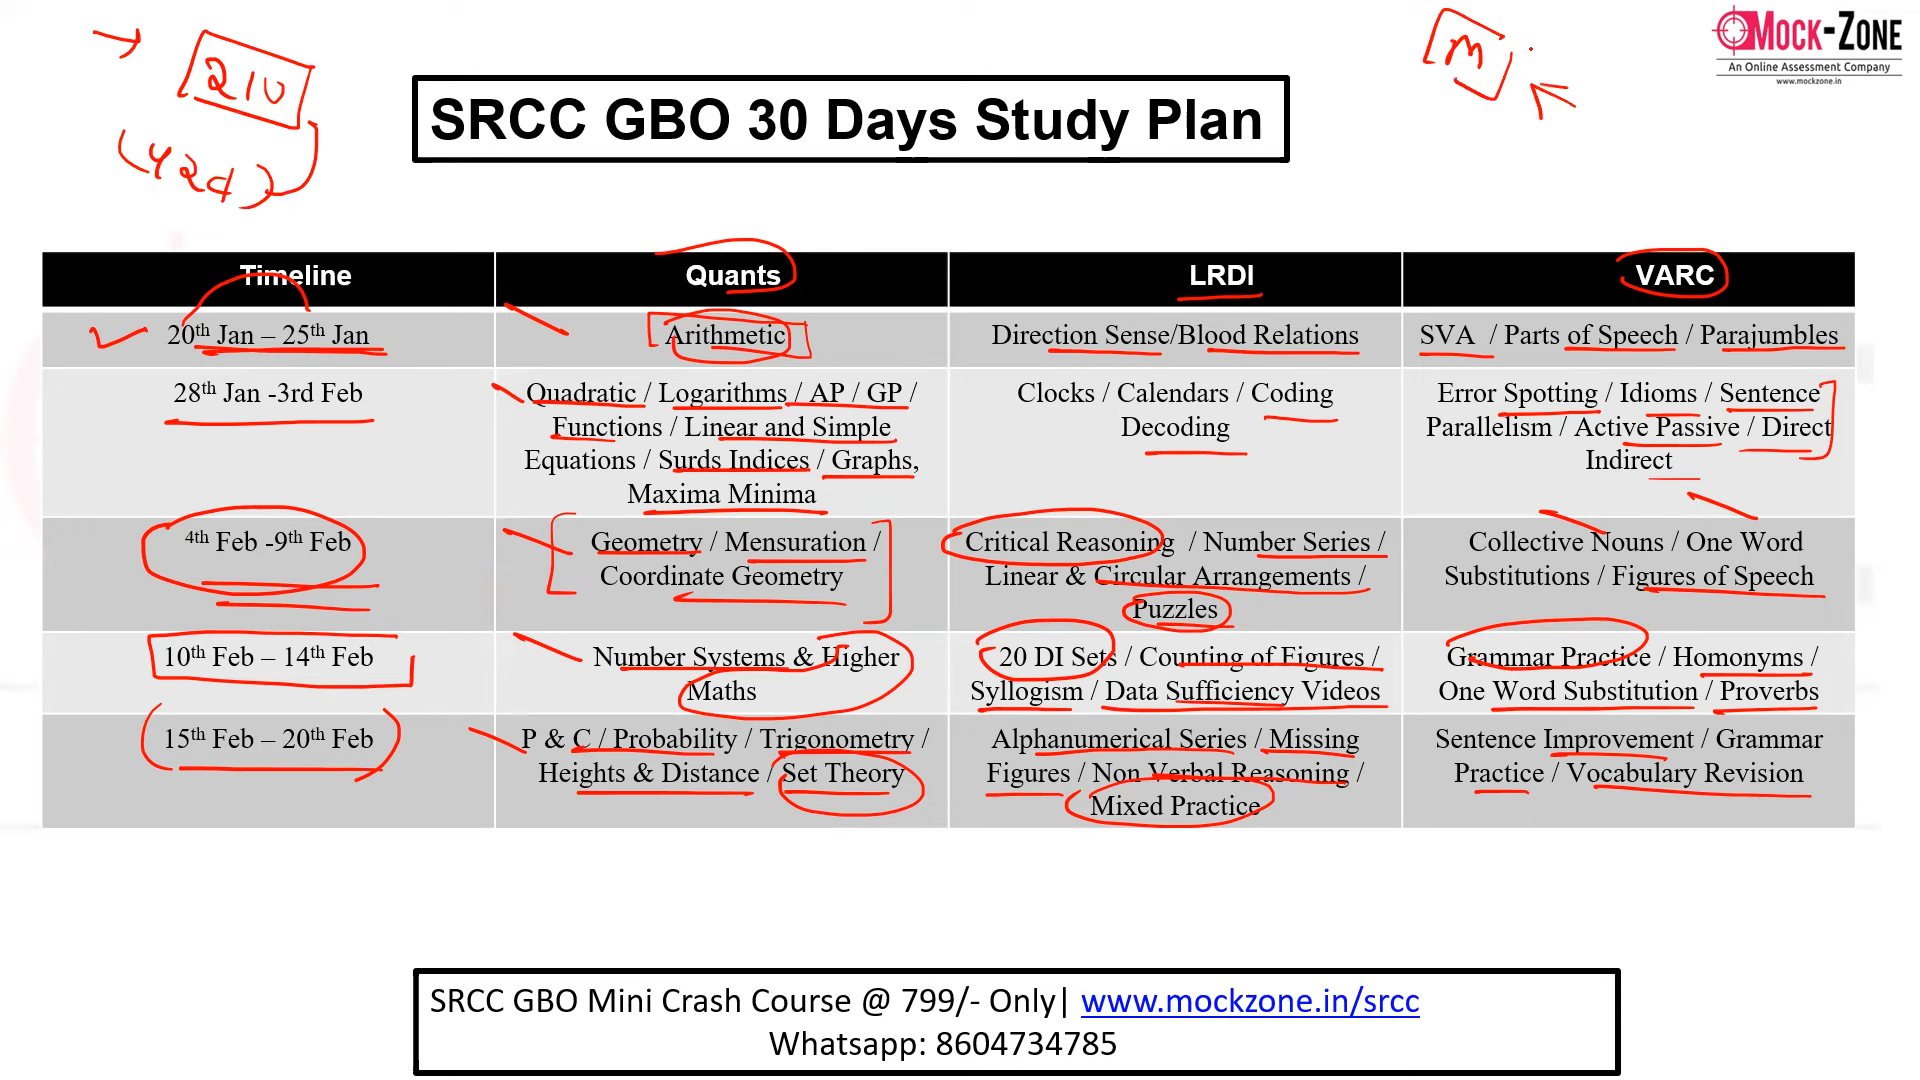 → 210
(424)
M
MOCK-ZONE
An Online Assessment Company
www.mockzone.in
SRCC GBO 30 Days Study Plan
Timeline Quants LRDI VARC
20th Jan – 25th Jan
Arithmetic
Direction Sense/Blood Relations
SVA / Parts of Speech / Parajumbles
28th Jan -3rd Feb
Quadratic / Logarithms / AP / GP /
Functions / Linear and Simple
Equations / Surds Indices / Graphs,
Maxima Minima
Clocks / Calendars / Coding
Decoding
Error Spotting / Idioms / Sentence
Parallelism / Active Passive / Direct
Indirect
4th Feb -9th Feb
Geometry / Mensuration /
Coordinate Geometry
Critical Reasoning / Number Series /
Linear & Circular Arrangements /
Puzzles
Collective Nouns / One Word
Substitutions / Figures of Speech
10th Feb – 14th Feb
Number Systems & Higher
Maths
20 DI Sets / Counting of Figures /
Syllogism / Data Sufficiency Videos
Grammar Practice / Homonyms /
One Word Substitution / Proverbs
15th Feb – 20th Feb
P & C / Probability / Trigonometry /
Heights & Distance / Set Theory
Alphanumerical Series / Missing
Figures / Non Verbal Reasoning /
Mixed Practice
Sentence Improvement / Grammar
Practice / Vocabulary Revision
SRCC GBO Mini Crash Course @ 799/- Only| www.mockzone.in/srcc
Whatsapp: 8604734785